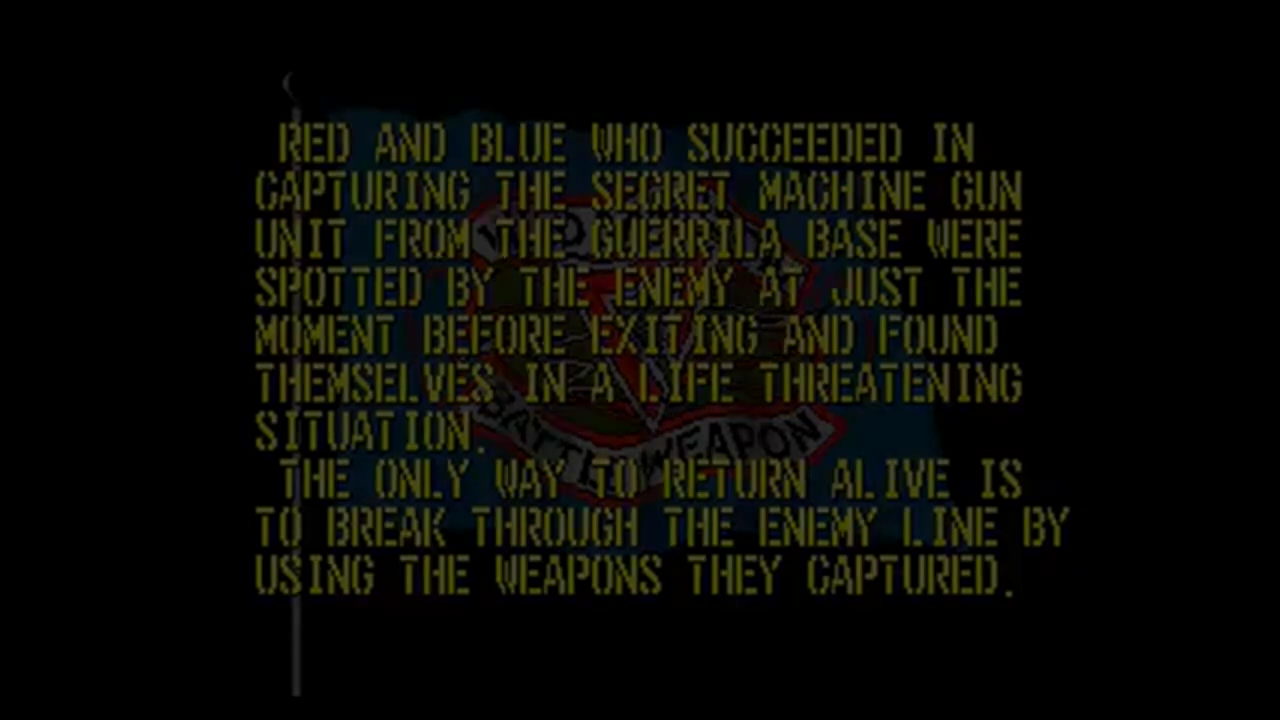 RED AND BLUE WHO SUCCEEDED IN
CAPTURING THE SECRET MACHINE GUN
UNIT FROM THE GUERRILA BASE WERE
SPOTTED BY THE ENEMY AT JUST THE
MOMENT BEFORE EXITING AND FOUND
THEMSELVES IN A LIFE THREATENING
SITUATION.
THE ONLY WAY TO RETURN ALIVE IS
TO BREAK THROUGH THE ENEMY LINE BY
USING THE WEAPONS THEY CAPTURED.
BATTLE WEAPON